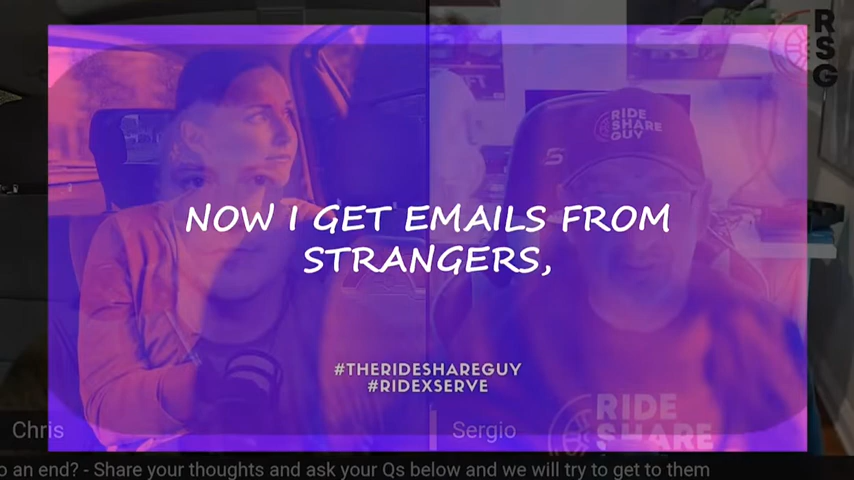 RSG
RIDE
SHARE
GUY
NOW I GET EMAILS FROM
STRANGERS,
#THERIDESHAREGUY
#RIDEXSERVE
RIDE
SHARE
Chris
Sergio
o an end? - Share your thoughts and ask your Qs below and we will try to get to them